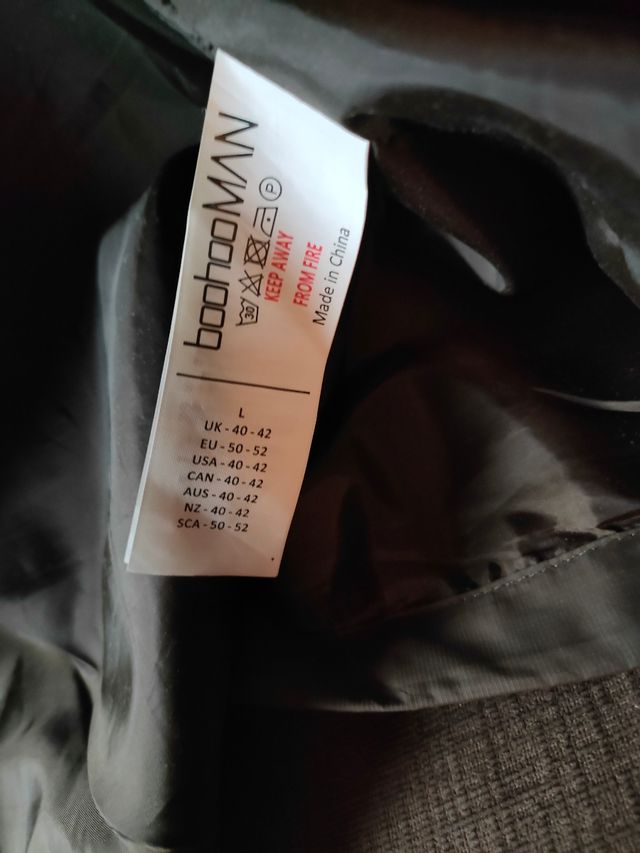 boohooMAN
30 P
KEEP AWAY
FROM FIRE
Made in China
L
UK - 40 - 42
EU - 50 - 52
USA - 40 - 42
CAN - 40 - 42
AUS - 40 - 42
NZ - 40 - 42
SCA - 50 - 52